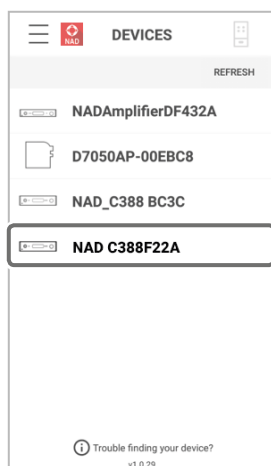 NAD
DEVICES
REFRESH
NADAmplifierDF432A
D7050AP-00EBC8
NAD_C388 BC3C
NAD C388F22A
Trouble finding your device?
v1.0.29